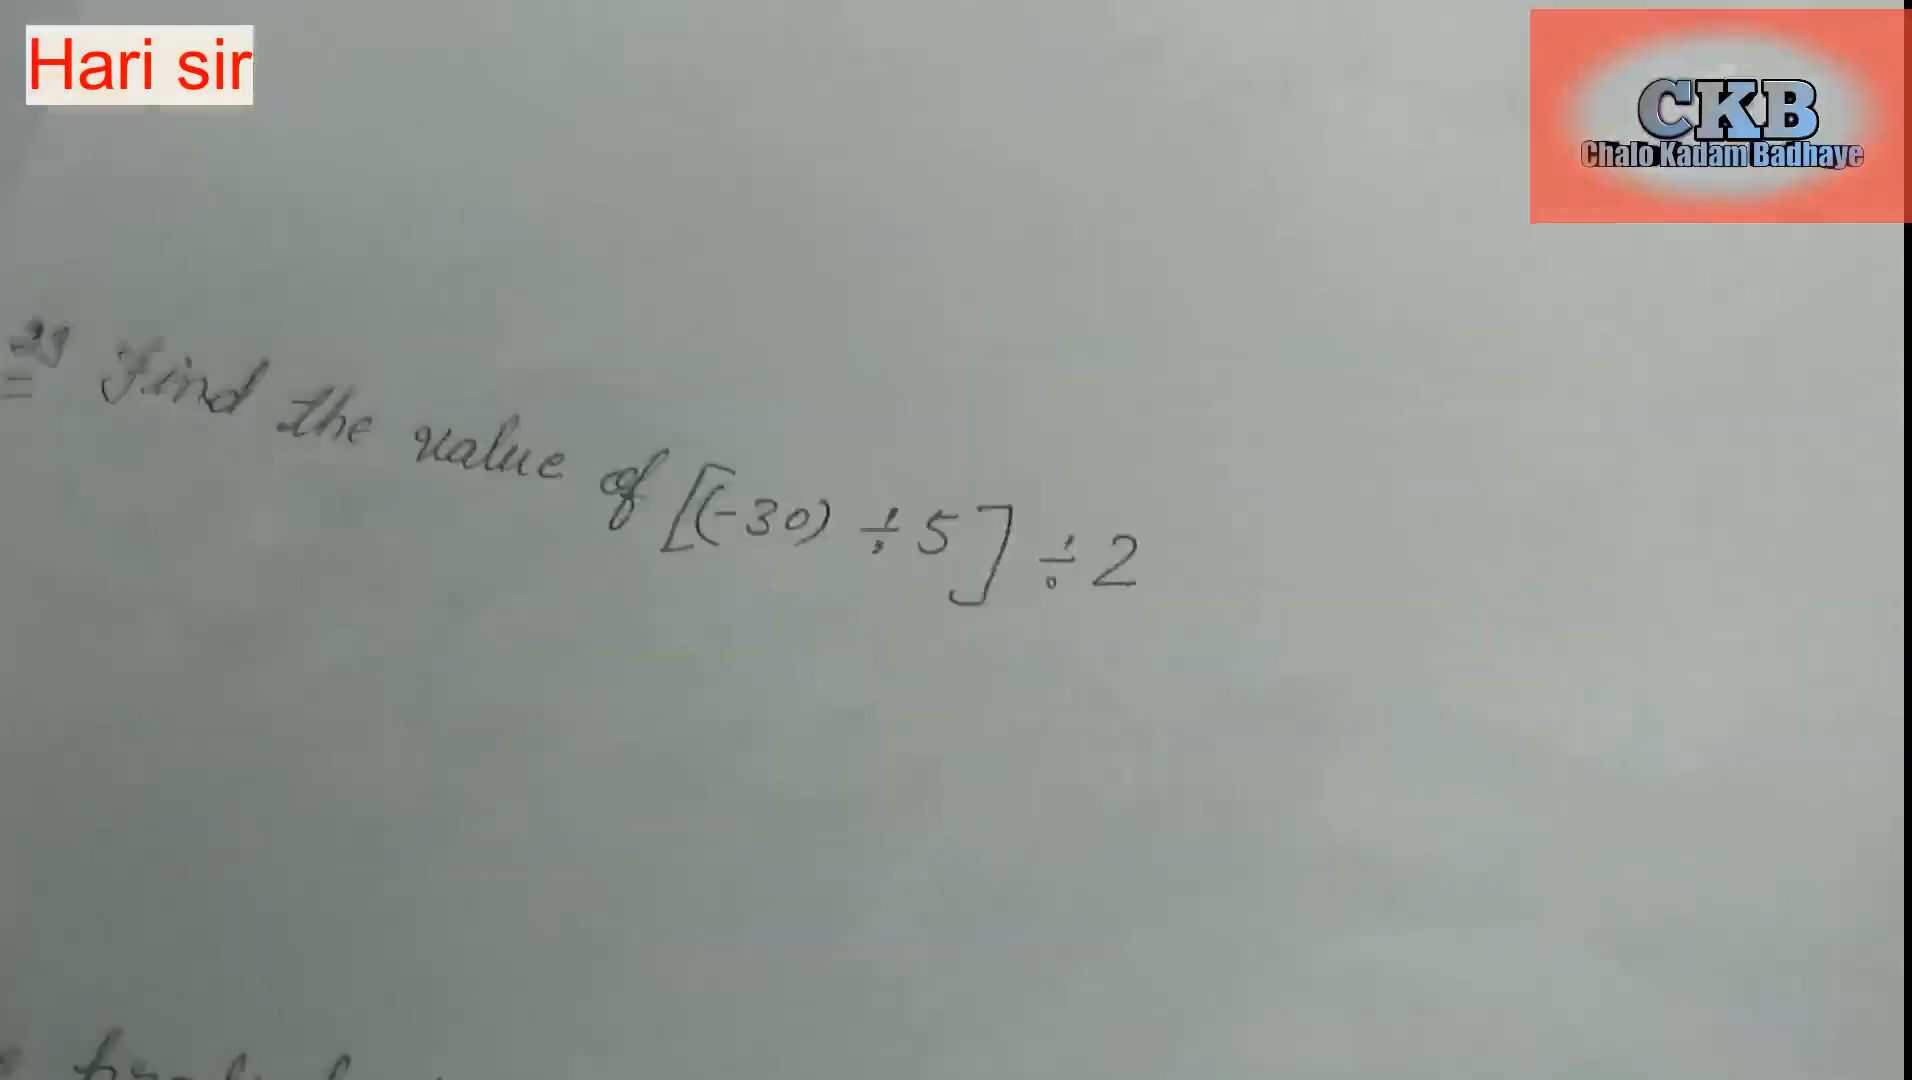 Hari sir
CKB
Chalo Kadam Badhaye
Find the value of [(-30) ÷ 5] ÷ 2